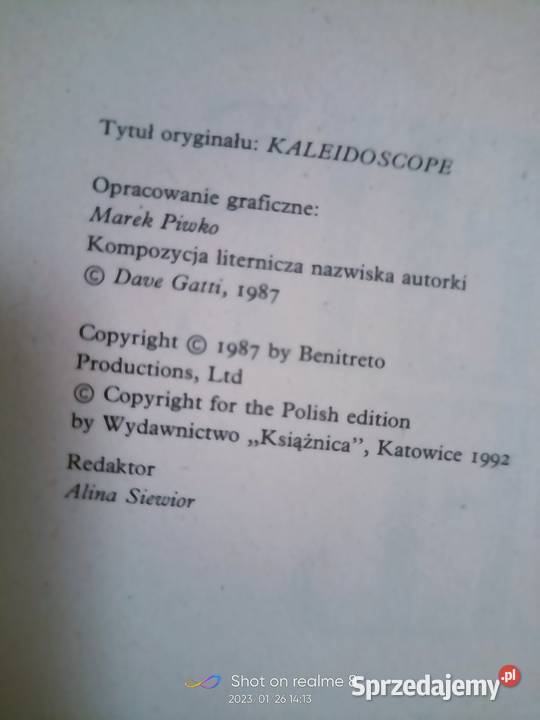 Tytuł oryginału: KALEIDOSCOPE
Opracowanie graficzne:
Marek Piwko
Kompozycja liternicza nazwiska autorki
© Dave Gatti, 1987
Copyright © 1987 by Benitreto
Productions, Ltd
© Copyright for the Polish edition
by Wydawnictwo „Książnica”, Katowice 1992
Redaktor
Alina Siewior
Shot on realme 8
2023.01.26 14:13
Sprzedajemy.pl